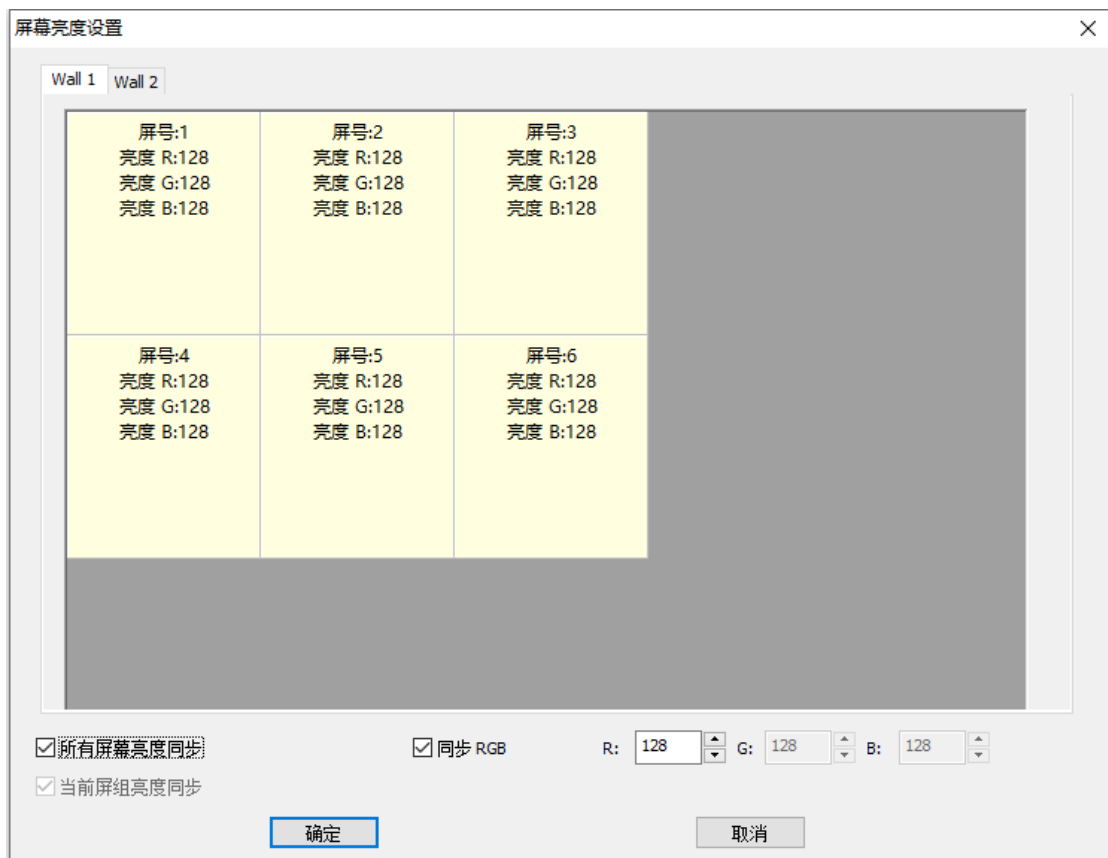 屏幕亮度设置
Wall 1 Wall 2
屏号:1 屏号:2 屏号:3
亮度 R:128 亮度 R:128 亮度 R:128
亮度 G:128 亮度 G:128 亮度 G:128
亮度 B:128 亮度 B:128 亮度 B:128
屏号:4 屏号:5 屏号:6
亮度 R:128 亮度 R:128 亮度 R:128
亮度 G:128 亮度 G:128 亮度 G:128
亮度 B:128 亮度 B:128 亮度 B:128
所有屏幕亮度同步 同步 RGB R: 128 G: 128 B: 128
当前屏组亮度同步
确定 取消